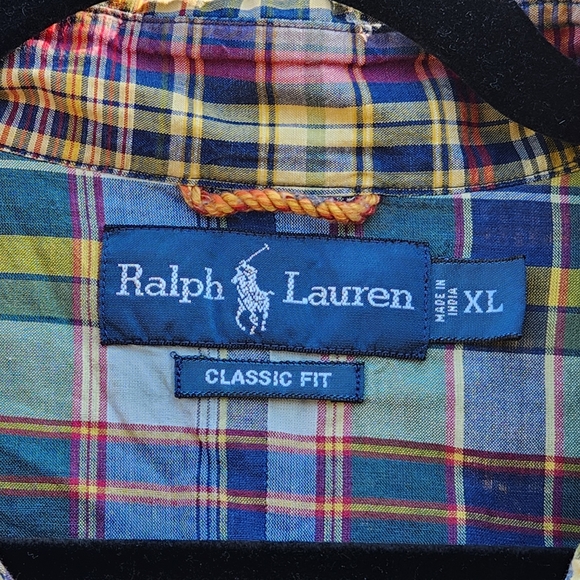 Ralph Lauren
MADE IN
INDIA
XL
CLASSIC FIT